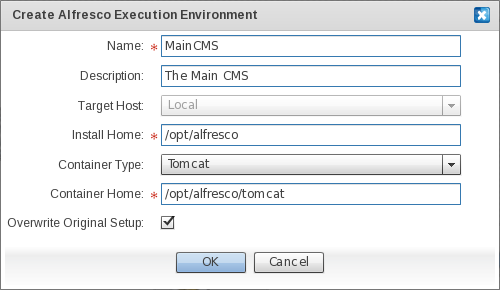 Create Alfresco Execution Environment
Name: * MainCMS
Description: The Main CMS
Target Host: Local
Install Home: * /opt/alfresco
Container Type: Tomcat
Container Home: * /opt/alfresco/tomcat
Overwrite Original Setup:
OK Cancel